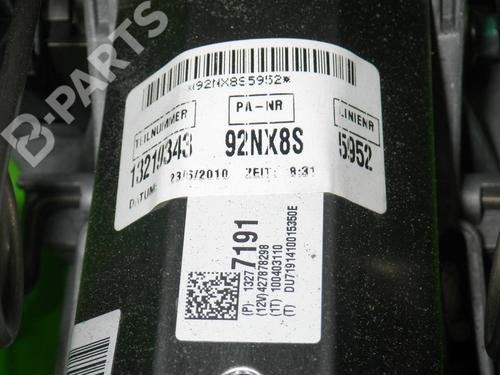 B-PARTS
*92NX8S5952*
TEILNUMMER
PA-NR
LINIENR
13219343
92NX8S
5952
DATUM: 23/6/2010 ZEIT: 8:31
(P)- 1327 7191
(12V)427878298
(1T) 100403110
(T) DU7191410015350E